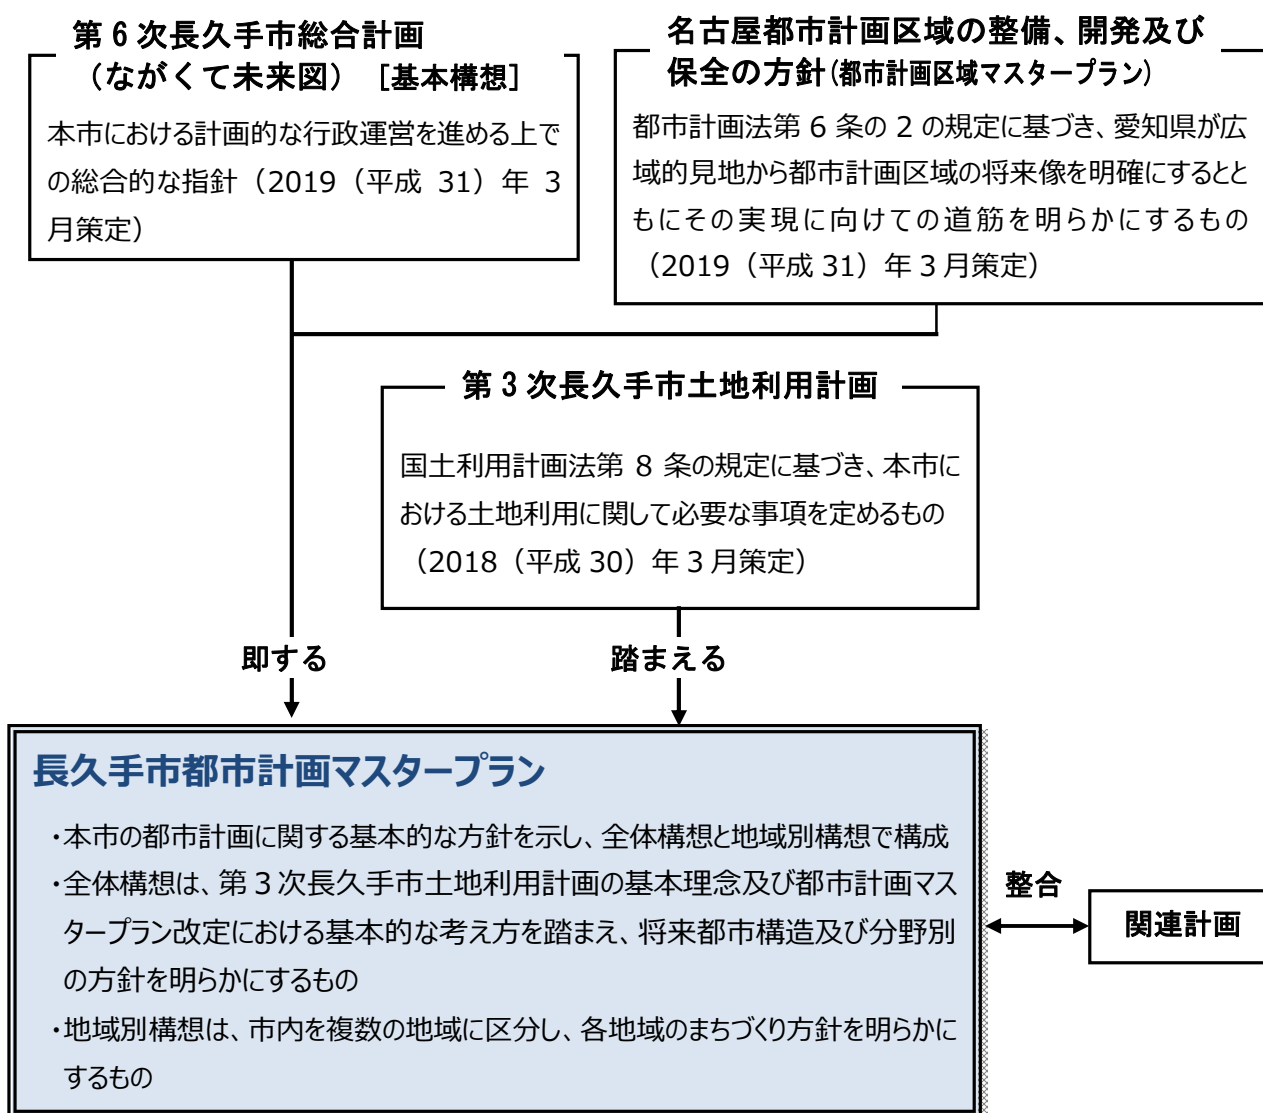 第6次長久手市総合計画
（ながくて未来図）［基本構想］
本市における計画的な行政運営を進める上で
の総合的な指針（2019（平成 31）年 3
月策定）
名古屋都市計画区域の整備、開発及び
保全の方針(都市計画区域マスタープラン)
都市計画法第 6 条の 2 の規定に基づき、愛知県が広
域的見地から都市計画区域の将来像を明確にするとと
もにその実現に向けての道筋を明らかにするもの
（2019（平成 31）年 3 月策定）
第3次長久手市土地利用計画
国土利用計画法第 8 条の規定に基づき、本市に
おける土地利用に関して必要な事項を定めるもの
（2018（平成 30）年 3 月策定）
即する
踏まえる
長久手市都市計画マスタープラン
・本市の都市計画に関する基本的な方針を示し、全体構想と地域別構想で構成
・全体構想は、第 3 次長久手市土地利用計画の基本理念及び都市計画マス
タープラン改定における基本的な考え方を踏まえ、将来都市構造及び分野別
の方針を明らかにするもの
・地域別構想は、市内を複数の地域に区分し、各地域のまちづくり方針を明らかに
するもの
整合
関連計画